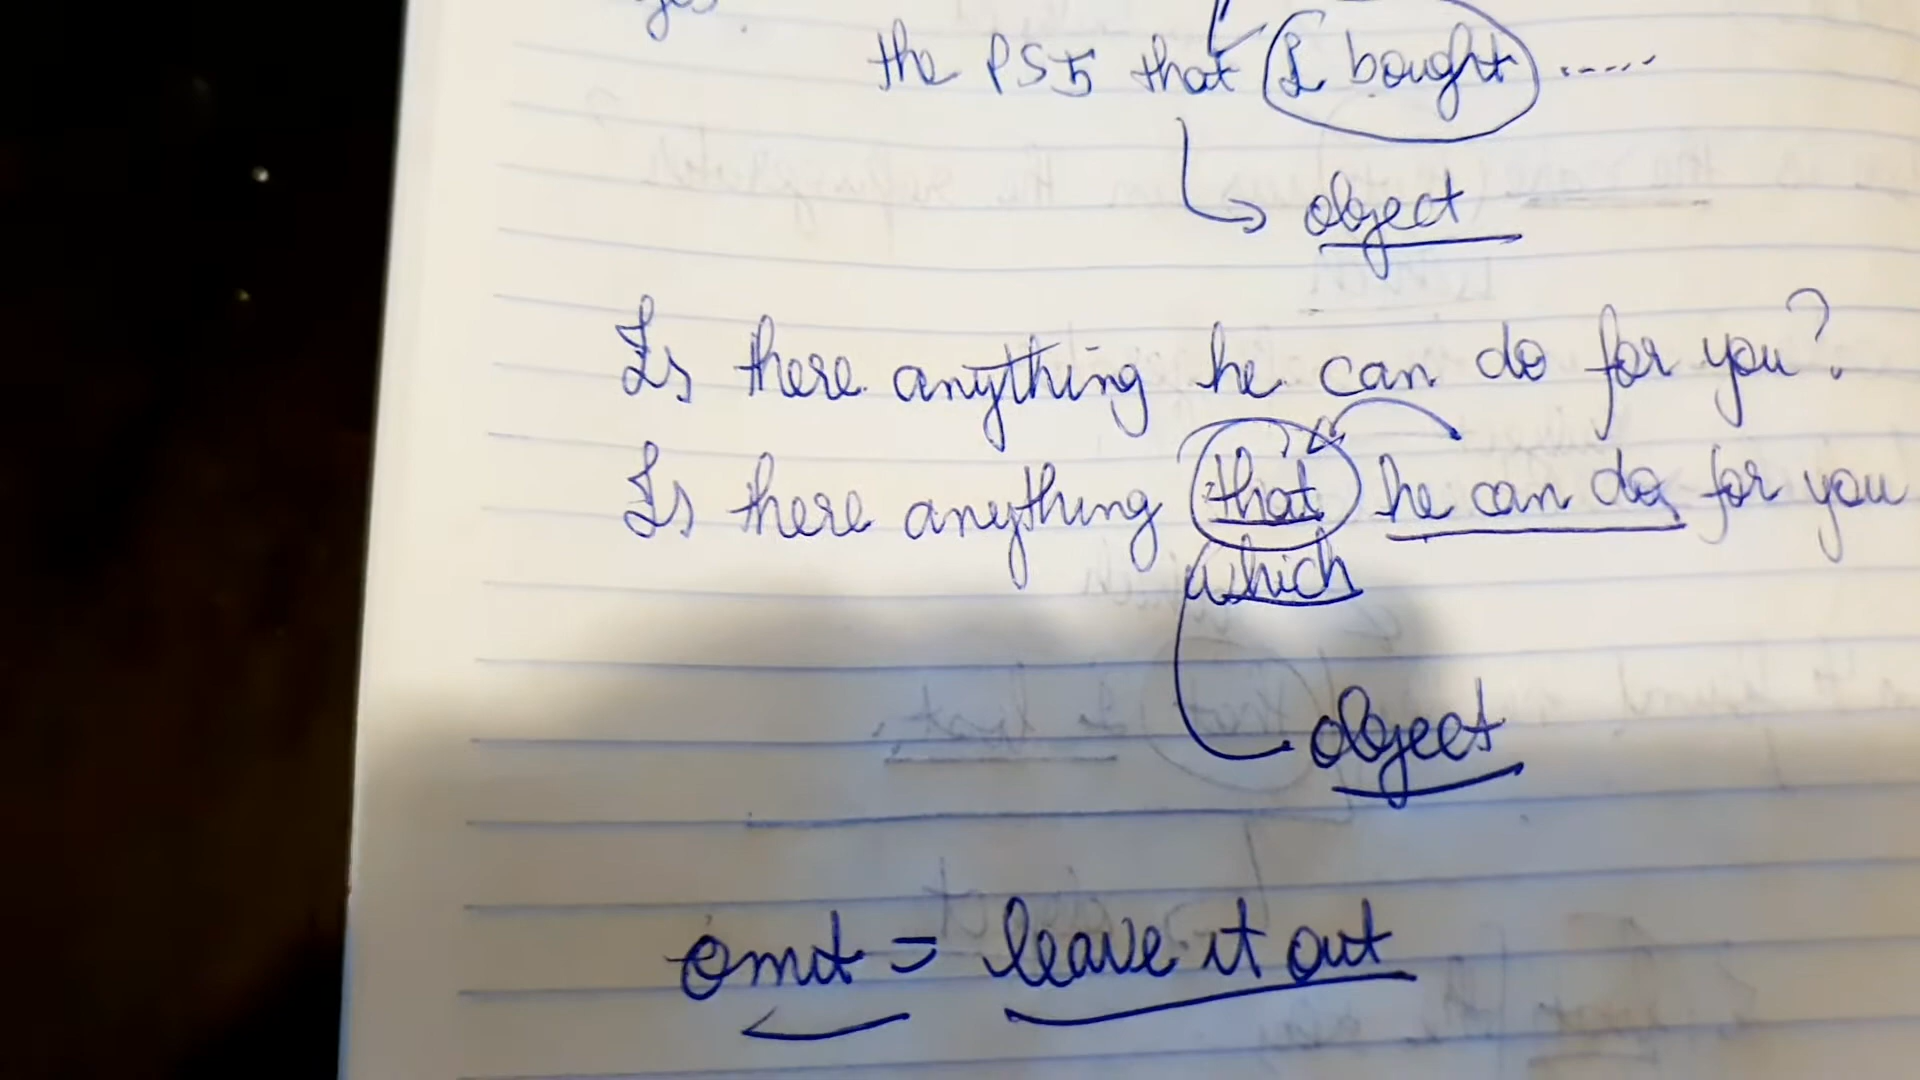 the PS5 that I bought .....
object
Is there anything he can do for you?
Is there anything that he can do for you
which
object
omit = leave it out